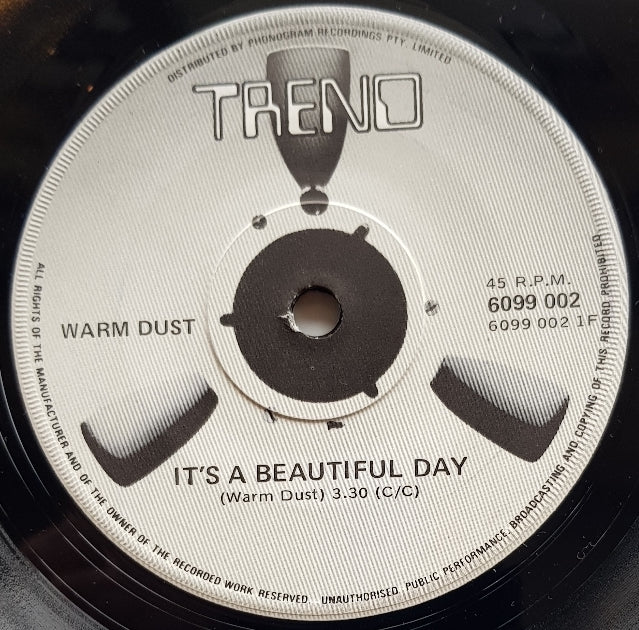 DISTRIBUTED BY PHONOGRAM RECORDINGS PTY. LIMITED
TREND
WARM DUST
45 R.P.M.
6099 002
6099 002 1F
IT'S A BEAUTIFUL DAY
(Warm Dust) 3.30 (C/C)
ALL RIGHTS OF THE MANUFACTURER AND OF THE OWNER OF THE RECORDED WORK RESERVED UNAUTHORISED PUBLIC PERFORMANCE, BROADCASTING AND COPYING OF THIS RECORD PROHIBITED